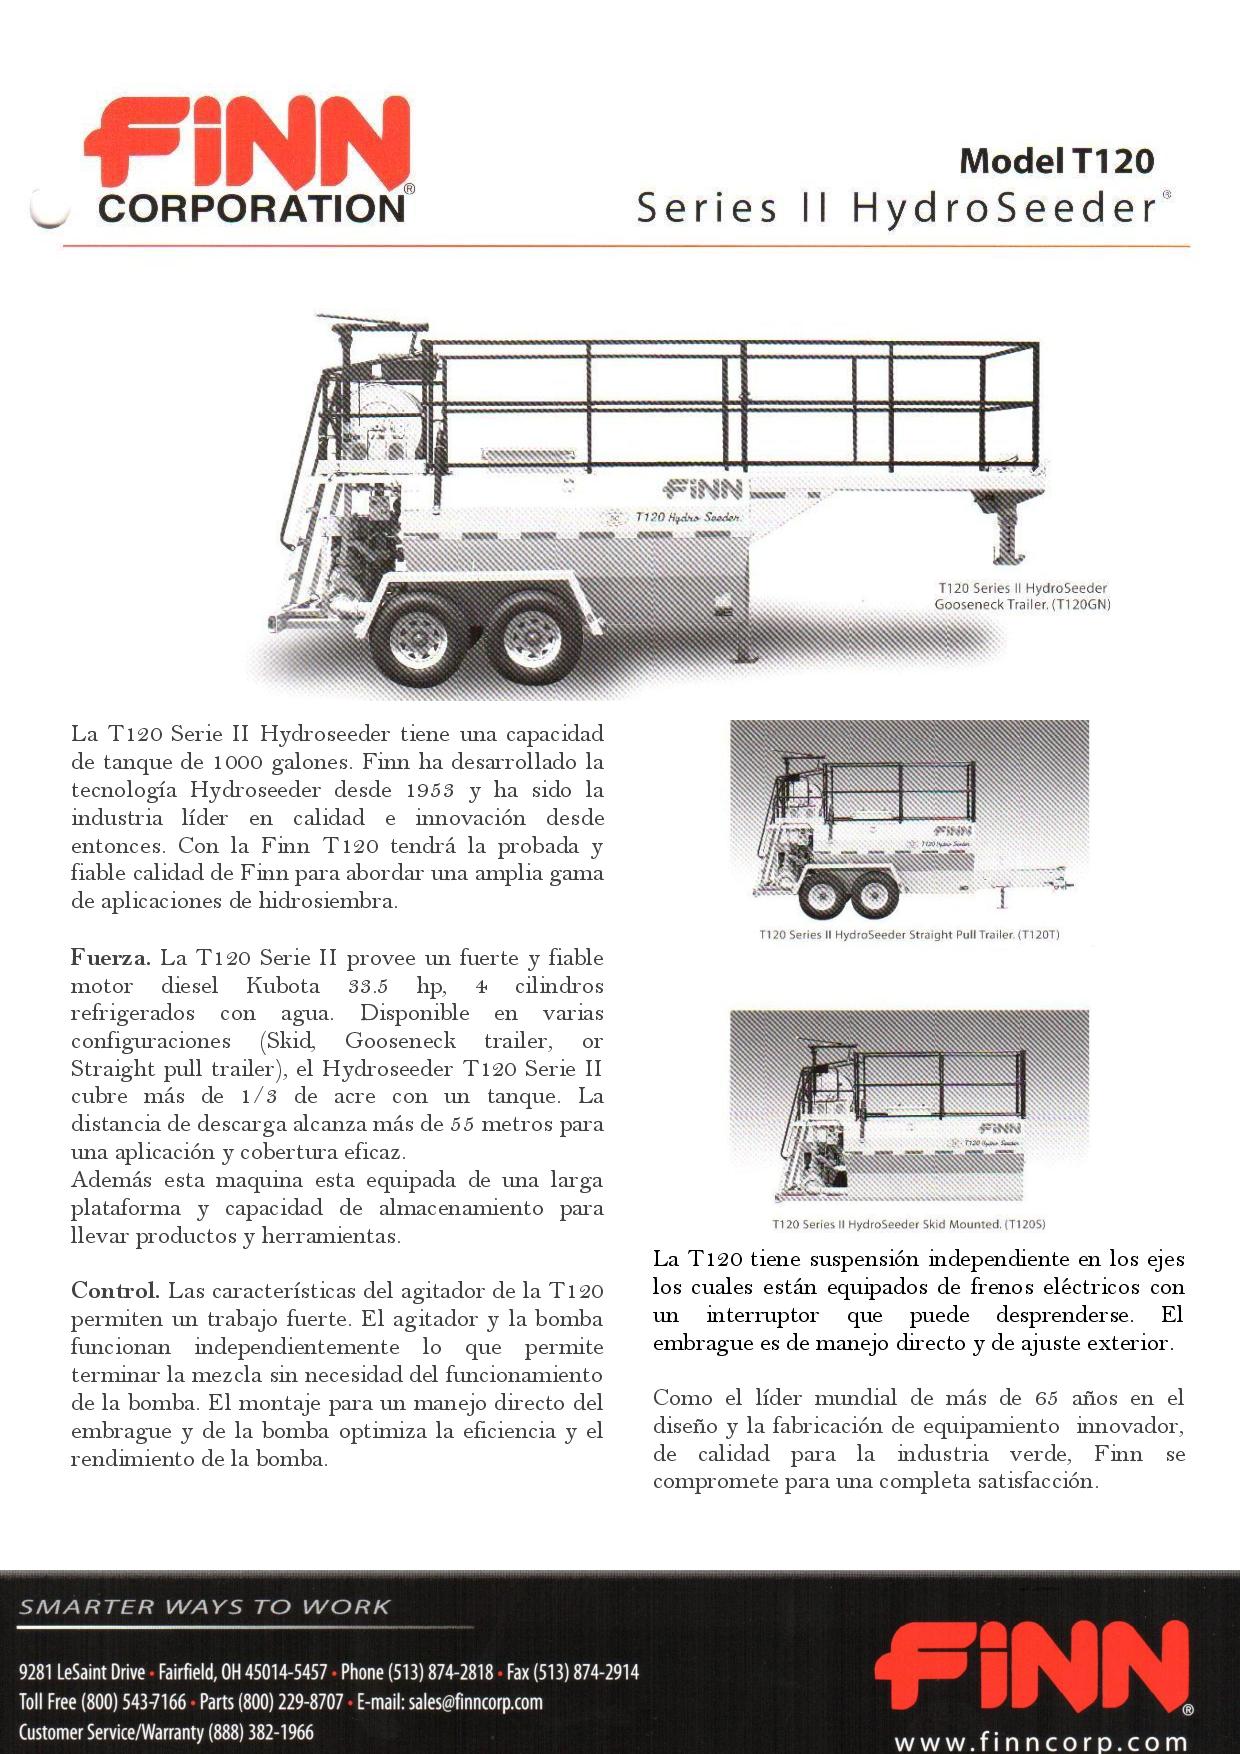 FINN
CORPORATION®
Model T120
Series II HydroSeeder®
FINN
T120 Hydro Seeder
T120 Series II HydroSeeder
Gooseneck Trailer. (T120GN)
La T120 Serie II Hydroseeder tiene una capacidad
de tanque de 1000 galones. Finn ha desarrollado la
tecnología Hydroseeder desde 1953 y ha sido la
industria líder en calidad e innovación desde
entonces. Con la Finn T120 tendrá la probada y
fiable calidad de Finn para abordar una amplia gama
de aplicaciones de hidrosiembra.
Fuerza. La T120 Serie II provee un fuerte y fiable
motor diesel Kubota 33.5 hp, 4 cilindros
refrigerados con agua. Disponible en varias
configuraciones (Skid, Gooseneck trailer, or
Straight pull trailer), el Hydroseeder T120 Serie II
cubre más de 1/3 de acre con un tanque. La
distancia de descarga alcanza más de 55 metros para
una aplicación y cobertura eficaz.
Además esta maquina esta equipada de una larga
plataforma y capacidad de almacenamiento para
llevar productos y herramientas.
Control. Las características del agitador de la T120
permiten un trabajo fuerte. El agitador y la bomba
funcionan independientemente lo que permite
terminar la mezcla sin necesidad del funcionamiento
de la bomba. El montaje para un manejo directo del
embrague y de la bomba optimiza la eficiencia y el
rendimiento de la bomba.
FINN
T120 Hydro Seeder
T120 Series II HydroSeeder Straight Pull Trailer. (T120T)
FINN
T120 Hydro Seeder
T120 Series II HydroSeeder Skid Mounted. (T120S)
La T120 tiene suspensión independiente en los ejes
los cuales están equipados de frenos eléctricos con
un interruptor que puede desprenderse. El
embrague es de manejo directo y de ajuste exterior.
Como el líder mundial de más de 65 años en el
diseño y la fabricación de equipamiento innovador,
de calidad para la industria verde, Finn se
compromete para una completa satisfacción.
SMARTER WAYS TO WORK
9281 LeSaint Drive • Fairfield, OH 45014-5457 • Phone (513) 874-2818 • Fax (513) 874-2914
Toll Free (800) 543-7166 • Parts (800) 229-8707 • E-mail: sales@finncorp.com
Customer Service/Warranty (888) 382-1966
FINN®
www.finncorp.com